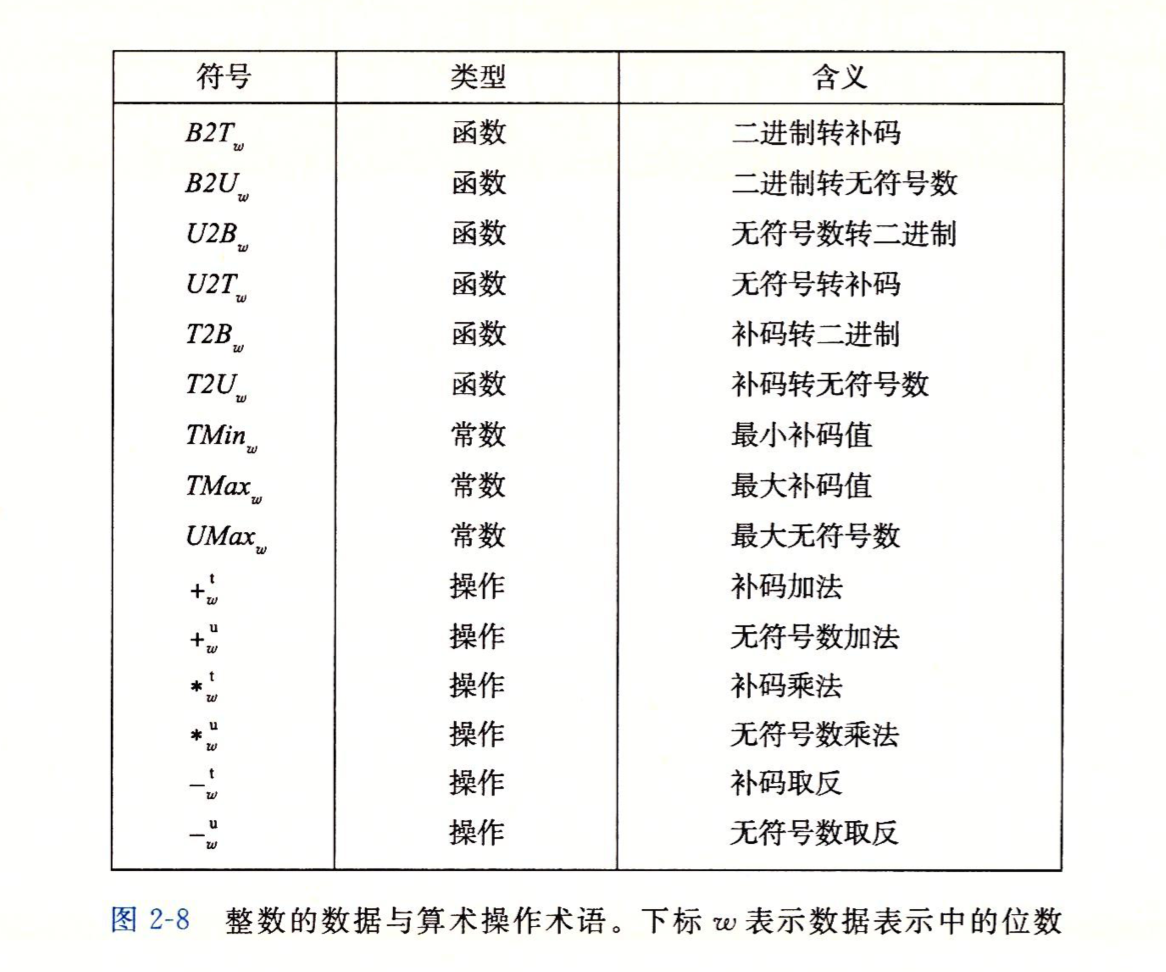 符号 类型 含义
B2T_w 函数 二进制转补码
B2U_w 函数 二进制转无符号数
U2B_w 函数 无符号数转二进制
U2T_w 函数 无符号转补码
T2B_w 函数 补码转二进制
T2U_w 函数 补码转无符号数
TMin_w 常数 最小补码值
TMax_w 常数 最大补码值
UMax_w 常数 最大无符号数
+^t_w 操作 补码加法
+^u_w 操作 无符号数加法
*^t_w 操作 补码乘法
*^u_w 操作 无符号数乘法
-^t_w 操作 补码取反
-^u_w 操作 无符号数取反
图 2-8 整数的数据与算术操作术语。下标 w 表示数据表示中的位数